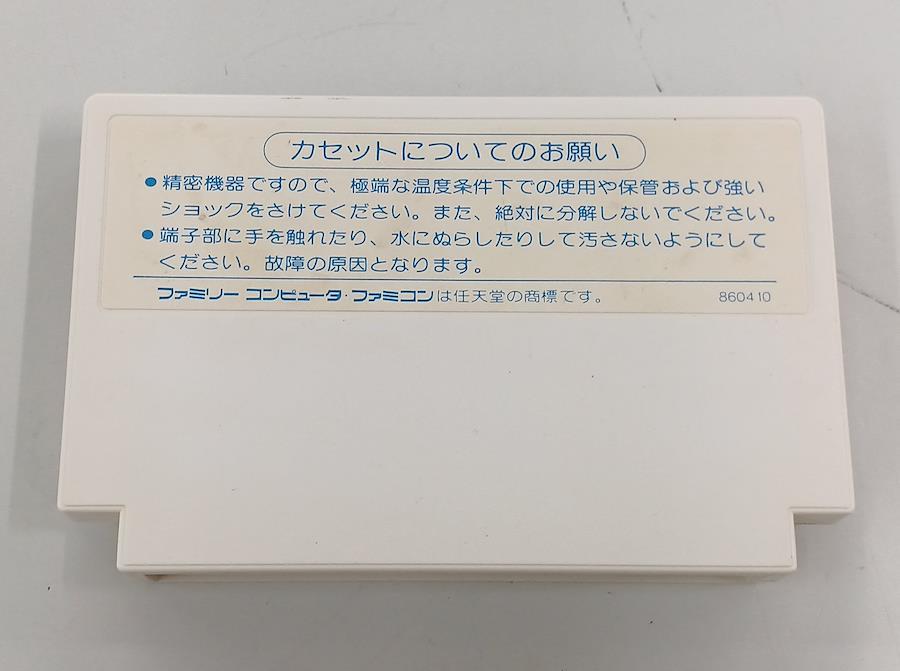 カセットについてのお願い
●精密機器ですので、極端な温度条件下での使用や保管および強い
ショックをさけてください。また、絶対に分解しないでください。
●端子部に手を触れたり、水にぬらしたりして汚さないようにして
ください。故障の原因となります。
ファミリー コンピュータ・ファミコンは任天堂の商標です。 860410